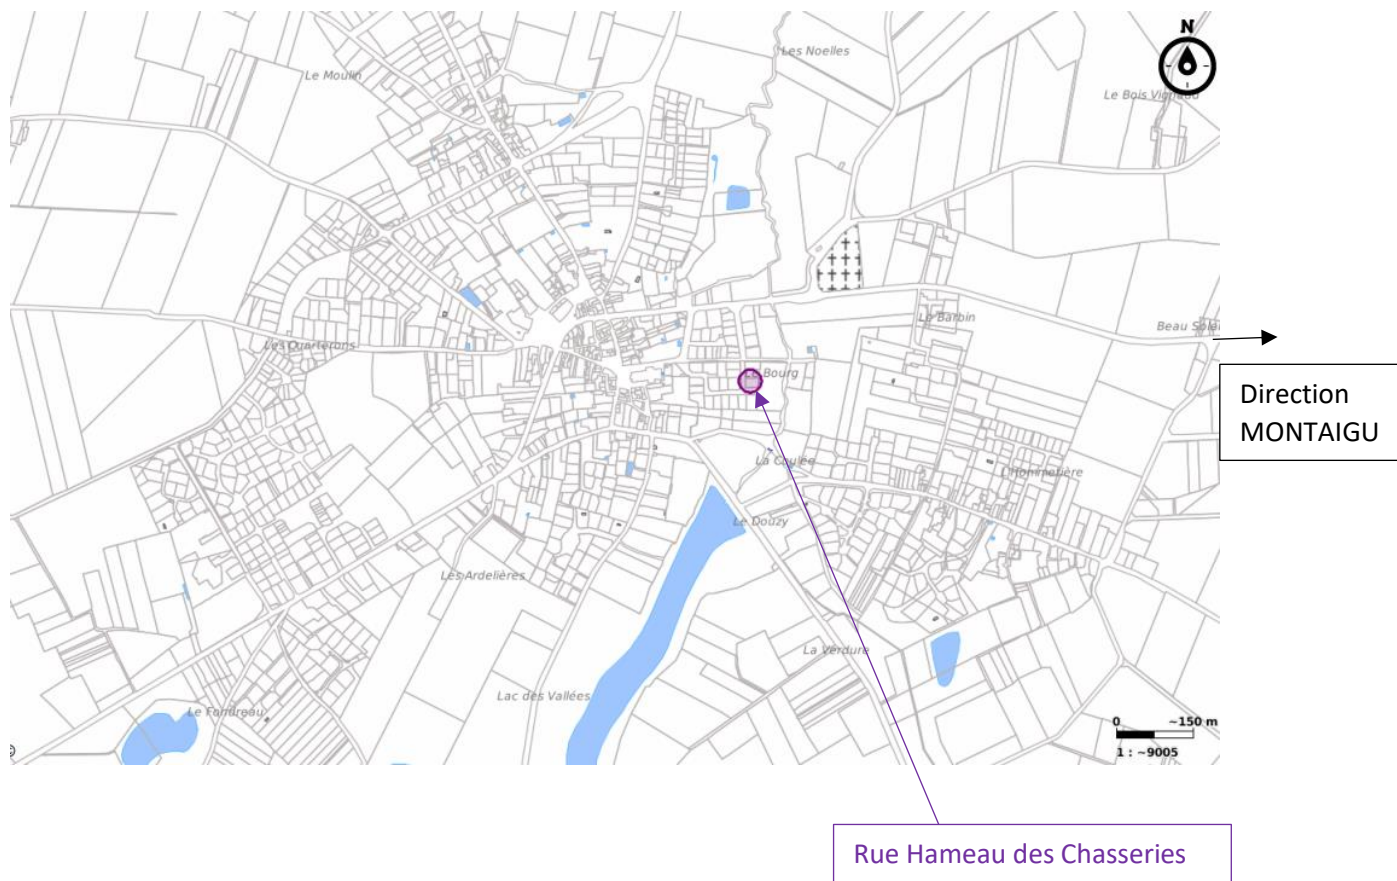 N
Les Noelles
Le Moulin
Le Bois Vignaud
Le Barbin
Beau Soleil
Les Quarterons
Le Bourg
Direction
MONTAIGU
La Coulée
L'Hommetière
Le Douzy
Les Ardelières
La Verdure
Lac des Vallées
Le Fondreau
0 ~150 m
1 : ~9005
Rue Hameau des Chasseries